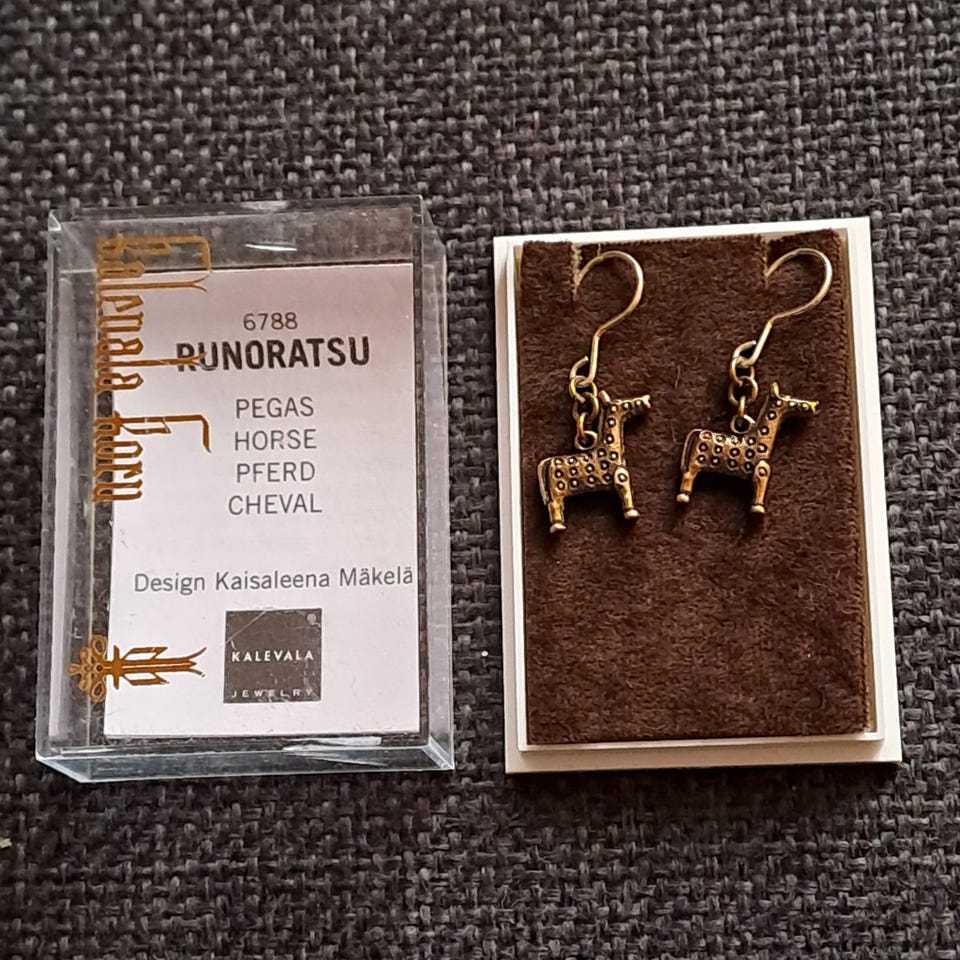 Kalevala Koru
6788
RUNORATSU
PEGAS
HORSE
PFERD
CHEVAL
Design Kaisaleena Mäkelä
®
KALEVALA
JEWELRY